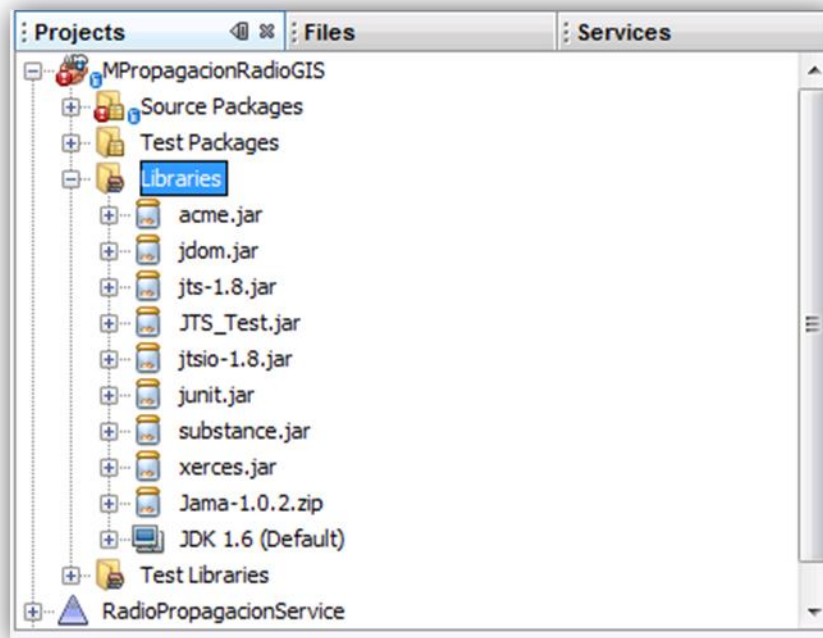 Projects Files Services
MPropagacionRadioGIS
Source Packages
Test Packages
Libraries
acme.jar
jdom.jar
jts-1.8.jar
JTS_Test.jar
jtsio-1.8.jar
junit.jar
substance.jar
xerces.jar
Jama-1.0.2.zip
JDK 1.6 (Default)
Test Libraries
RadioPropagacionService